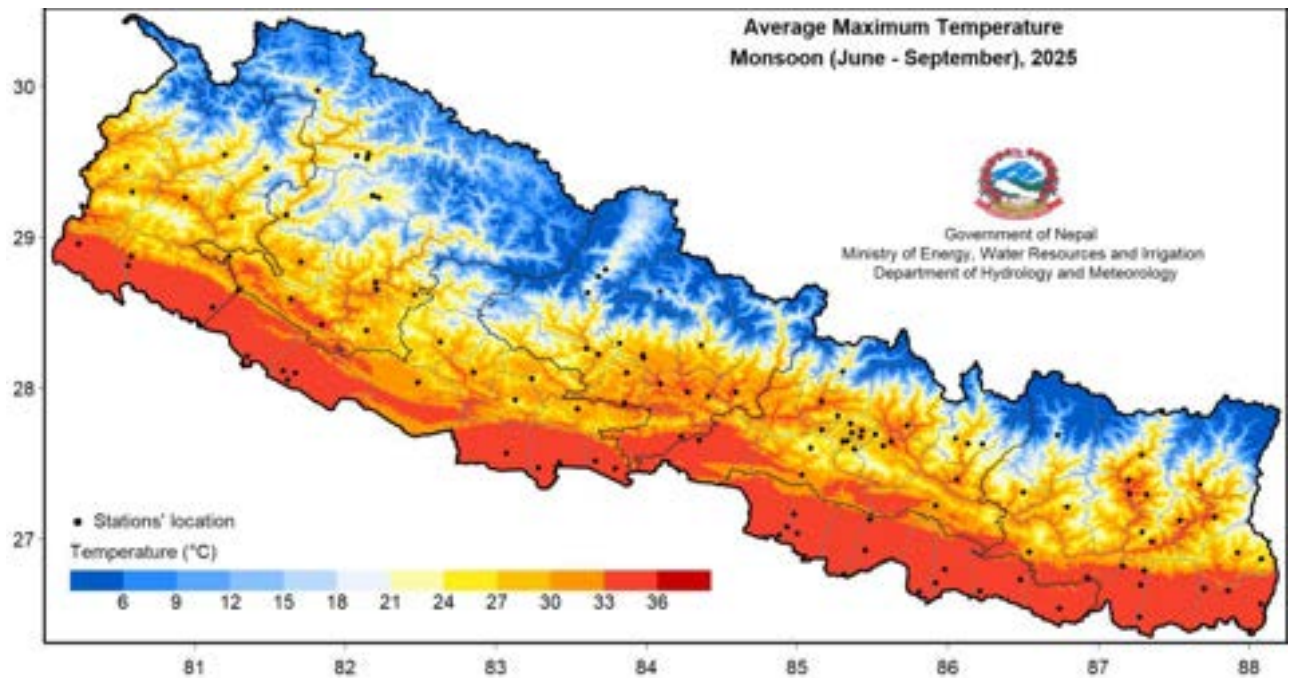 Average Maximum Temperature
Monsoon (June - September), 2025
Government of Nepal
Ministry of Energy, Water Resources and Irrigation
Department of Hydrology and Meteorology
30
29
28
27
Stations' location
Temperature (°C)
6 9 12 15 18 21 24 27 30 33 36
81 82 83 84 85 86 87 88